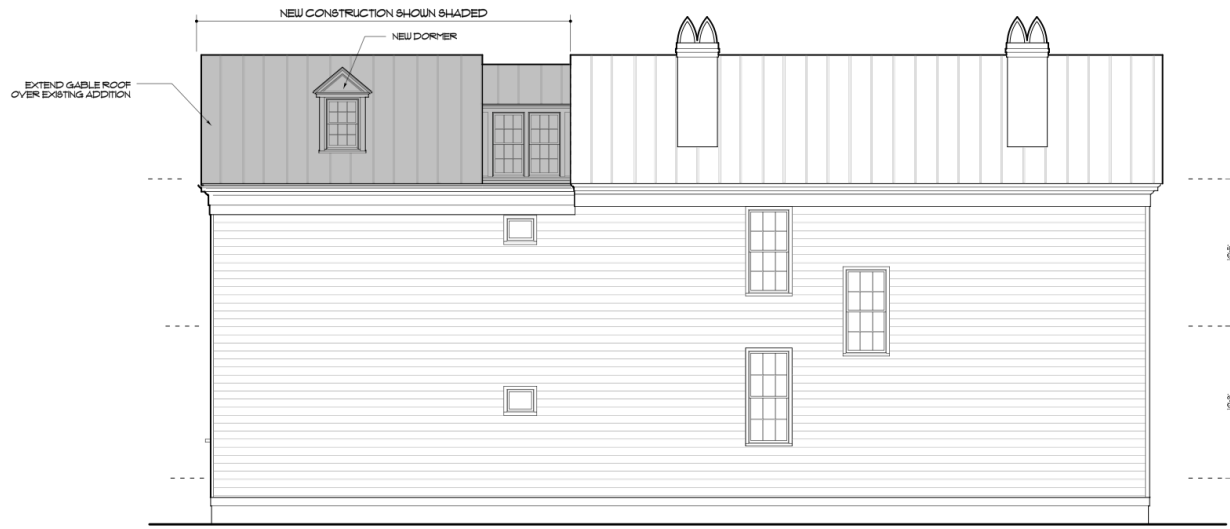 NEW CONSTRUCTION SHOWN SHADED
NEW DORMER
EXTEND GABLE ROOF
OVER EXISTING ADDITION